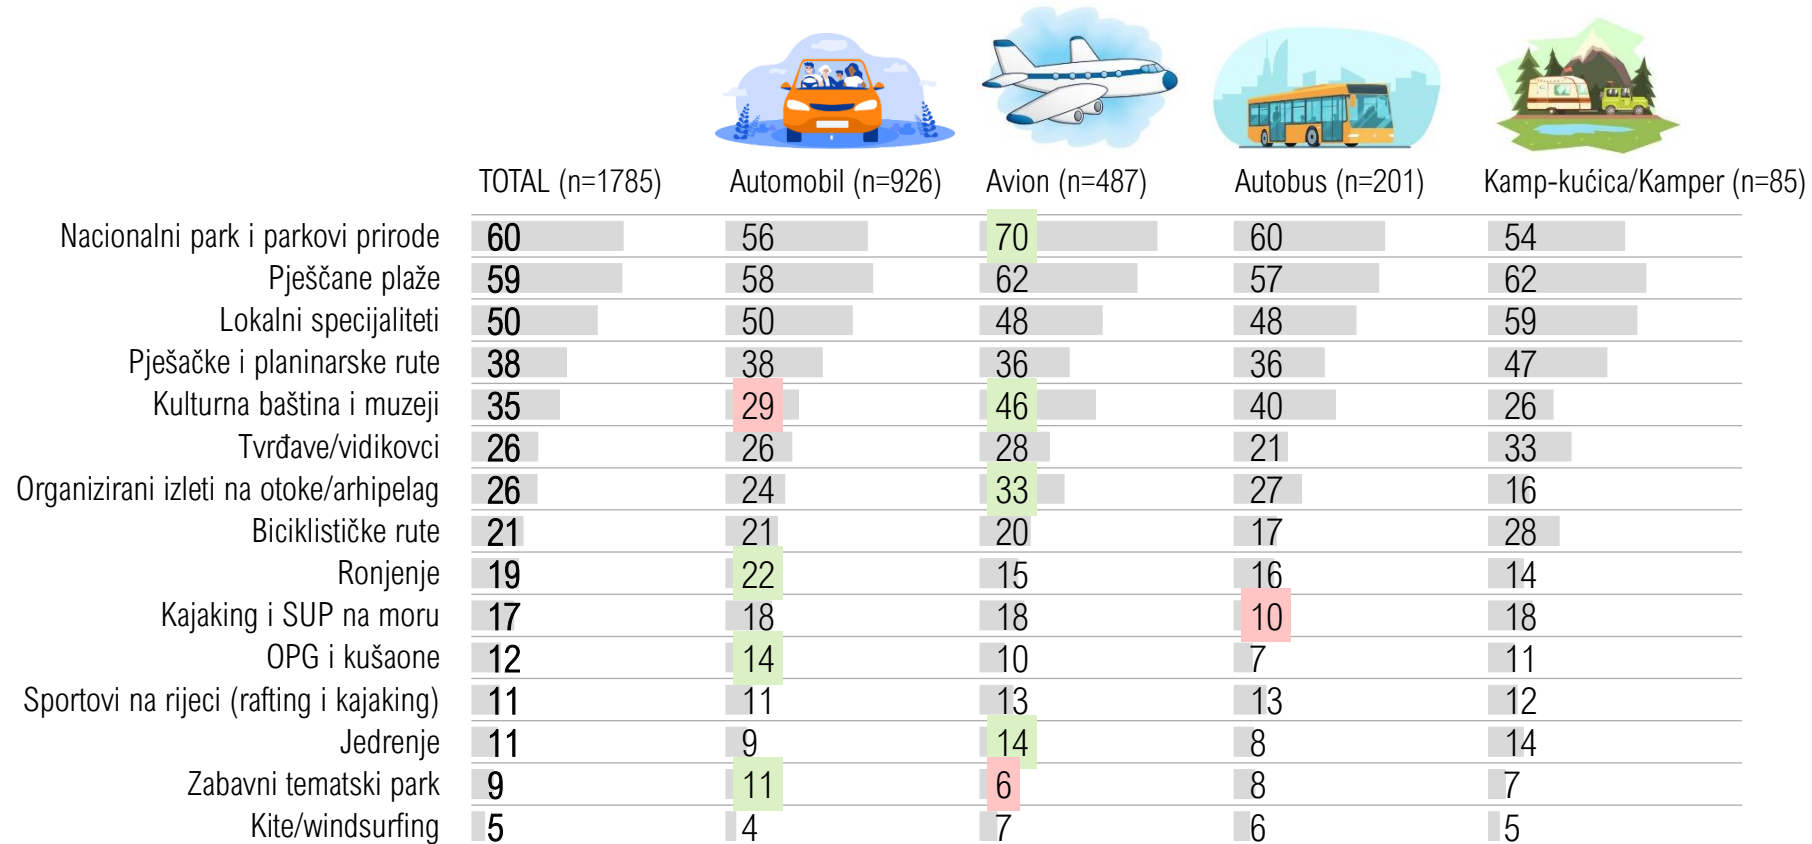 TOTAL (n=1785) Automobil (n=926) Avion (n=487) Autobus (n=201) Kamp-kućica/Kamper (n=85)
Nacionalni park i parkovi prirode 60 56 70 60 54
Pješčane plaže 59 58 62 57 62
Lokalni specijaliteti 50 50 48 48 59
Pješačke i planinarske rute 38 38 36 36 47
Kulturna baština i muzeji 35 29 46 40 26
Tvrđave/vidikovci 26 26 28 21 33
Organizirani izleti na otoke/arhipelag 26 24 33 27 16
Biciklističke rute 21 21 20 17 28
Ronjenje 19 22 15 16 14
Kajaking i SUP na moru 17 18 18 10 18
OPG i kušaone 12 14 10 7 11
Sportovi na rijeci (rafting i kajaking) 11 11 13 13 12
Jedrenje 11 9 14 8 14
Zabavni tematski park 9 11 6 8 7
Kite/windsurfing 5 4 7 6 5